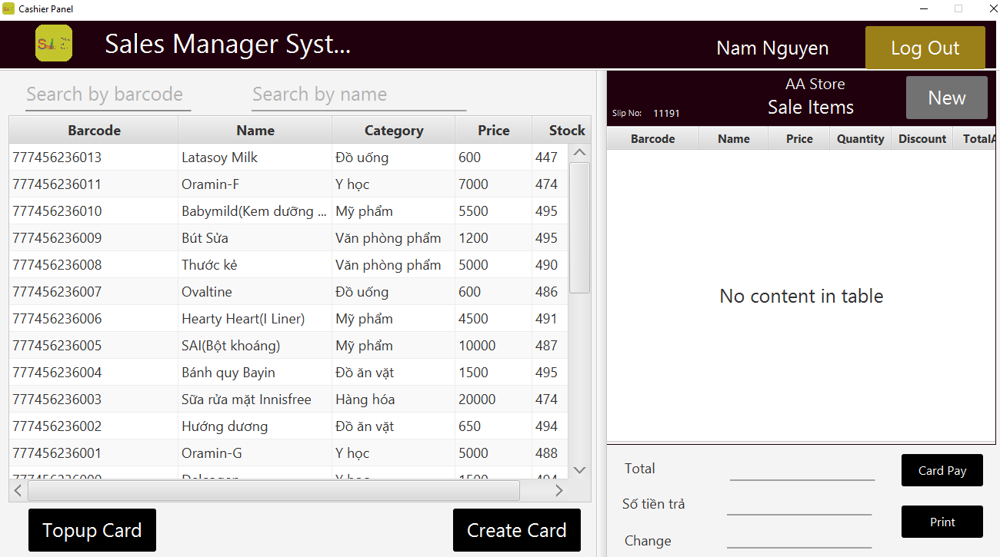 Cashier Panel
Sales Manager Syst...
Nam Nguyen
Log Out
Search by barcode Search by name
Barcode Name Category Price Stock
777456236013 Latasoy Milk Đồ uống 600 447
777456236011 Oramin-F Y học 7000 474
777456236010 Babymild(Kem dưỡng ... Mỹ phẩm 5500 495
777456236009 Bút Sửa Văn phòng phẩm 1200 495
777456236008 Thước kẻ Văn phòng phẩm 5000 490
777456236007 Ovaltine Đồ uống 600 486
777456236006 Hearty Heart(I Liner) Mỹ phẩm 4500 491
777456236005 SAI(Bột khoáng) Mỹ phẩm 10000 487
777456236004 Bánh quy Bayin Đồ ăn vặt 1500 495
777456236003 Sữa rửa mặt Innisfree Hàng hóa 20000 474
777456236002 Hướng dương Đồ ăn vặt 650 494
777456236001 Oramin-G Y học 5000 488
Topup Card Create Card
AA Store
Sale Items
New
Slip No: 11191
Barcode Name Price Quantity Discount TotalA
No content in table
Total
Card Pay
Số tiền trả
Print
Change